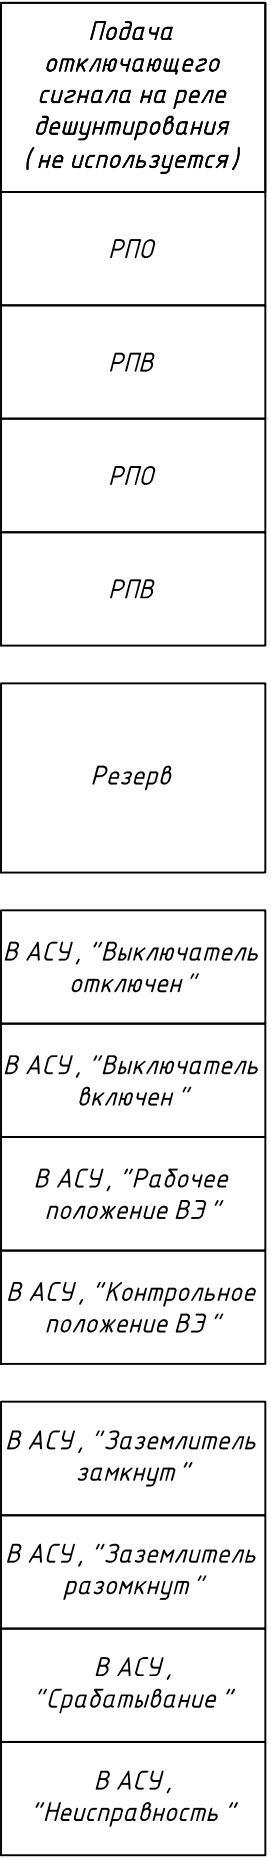 Подача
отключающего
сигнала на реле
дешунтирования
(не используется)
РПО
РПВ
РПО
РПВ
Резерв
В АСУ, "Выключатель
отключен"
В АСУ, "Выключатель
включен"
В АСУ, "Рабочее
положение ВЭ"
В АСУ, "Контрольное
положение ВЭ"
В АСУ, "Заземлитель
замкнут"
В АСУ, "Заземлитель
разомкнут"
В АСУ,
"Срабатывание"
В АСУ,
"Неисправность"